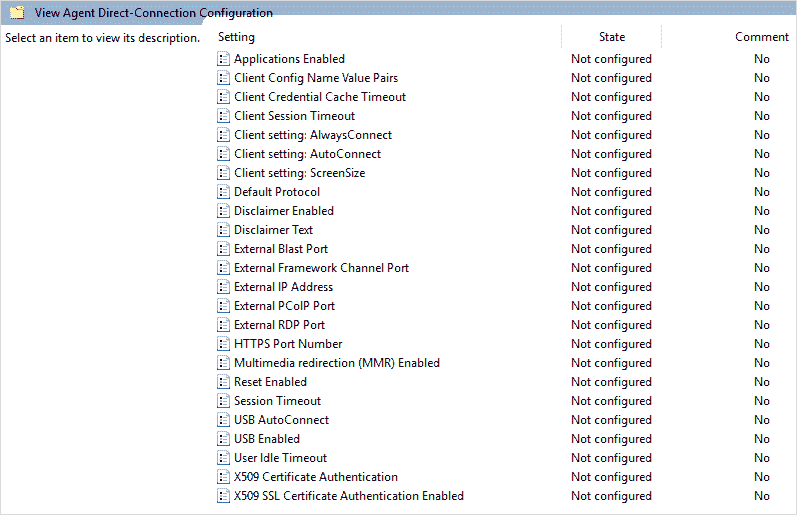 View Agent Direct-Connection Configuration
Select an item to view its description.
Setting State Comment
Applications Enabled Not configured No
Client Config Name Value Pairs Not configured No
Client Credential Cache Timeout Not configured No
Client Session Timeout Not configured No
Client setting: AlwaysConnect Not configured No
Client setting: AutoConnect Not configured No
Client setting: ScreenSize Not configured No
Default Protocol Not configured No
Disclaimer Enabled Not configured No
Disclaimer Text Not configured No
External Blast Port Not configured No
External Framework Channel Port Not configured No
External IP Address Not configured No
External PCoIP Port Not configured No
External RDP Port Not configured No
HTTPS Port Number Not configured No
Multimedia redirection (MMR) Enabled Not configured No
Reset Enabled Not configured No
Session Timeout Not configured No
USB AutoConnect Not configured No
USB Enabled Not configured No
User Idle Timeout Not configured No
X509 Certificate Authentication Not configured No
X509 SSL Certificate Authentication Enabled Not configured No